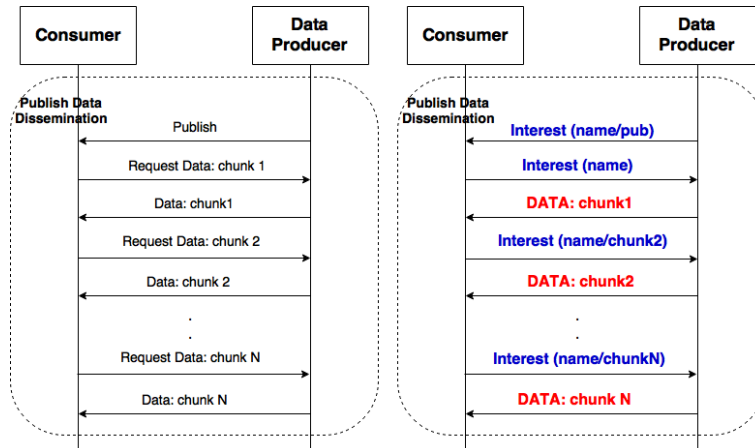 Consumer
Data
Producer
Publish Data
Dissemination
Publish
Request Data: chunk 1
Data: chunk1
Request Data: chunk 2
Data: chunk 2
.
.
Request Data: chunk N
Data: chunk N
Consumer
Data
Producer
Publish Data
Dissemination
Interest (name/pub)
Interest (name)
DATA: chunk1
Interest (name/chunk2)
DATA: chunk2
.
.
Interest (name/chunkN)
DATA: chunk N